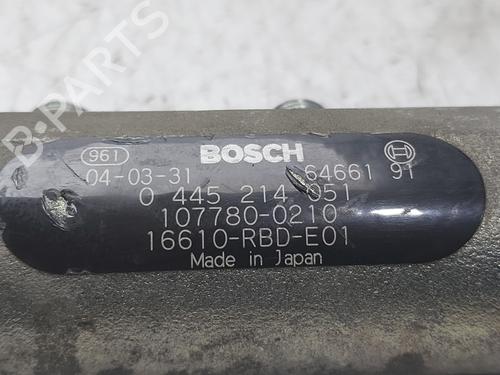 961
BOSCH
04-03-31 64661 91
0 445 214 051
107780-0210
16610-RBD-E01
Made in Japan
B-PARTS